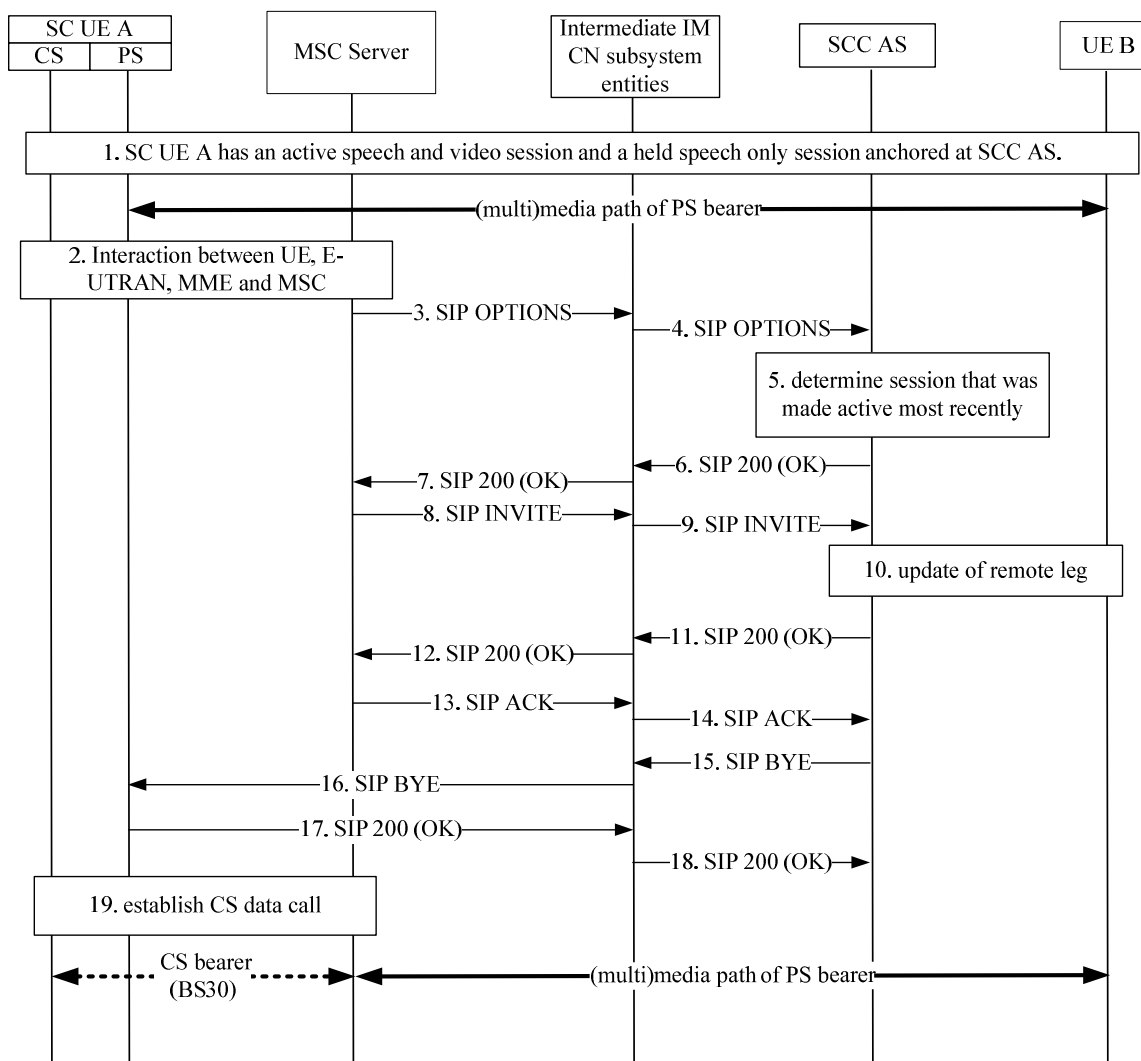 SC UE A
CS PS
MSC Server
Intermediate IM
CN subsystem
entities
SCC AS
UE B
1. SC UE A has an active speech and video session and a held speech only session anchored at SCC AS.
(multi)media path of PS bearer
2. Interaction between UE, E-
UTRAN, MME and MSC
3. SIP OPTIONS
4. SIP OPTIONS
5. determine session that was
made active most recently
6. SIP 200 (OK)
7. SIP 200 (OK)
8. SIP INVITE
9. SIP INVITE
10. update of remote leg
11. SIP 200 (OK)
12. SIP 200 (OK)
13. SIP ACK
14. SIP ACK
15. SIP BYE
16. SIP BYE
17. SIP 200 (OK)
18. SIP 200 (OK)
19. establish CS data call
CS bearer
(BS30)
(multi)media path of PS bearer